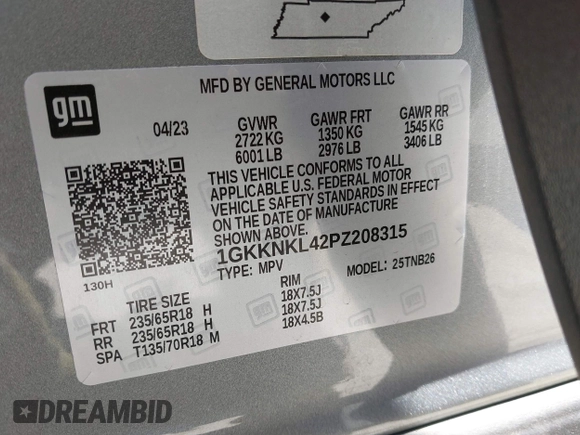 MFD BY GENERAL MOTORS LLC
gm
04/23 GVWR GAWR FRT GAWR RR
2722 KG 1350 KG 1545 KG
6001 LB 2976 LB 3406 LB
THIS VEHICLE CONFORMS TO ALL
APPLICABLE U.S. FEDERAL MOTOR
VEHICLE SAFETY STANDARDS IN EFFECT
ON THE DATE OF MANUFACTURE
SHOWN ABOVE.
1GKKNKL42PZ208315
130H TYPE: MPV MODEL: 25TNB26
TIRE SIZE RIM
FRT 235/65R18 H 18X7.5J
RR 235/65R18 H 18X7.5J
SPA T135/70R18 M 18X4.5B
DREAMBID